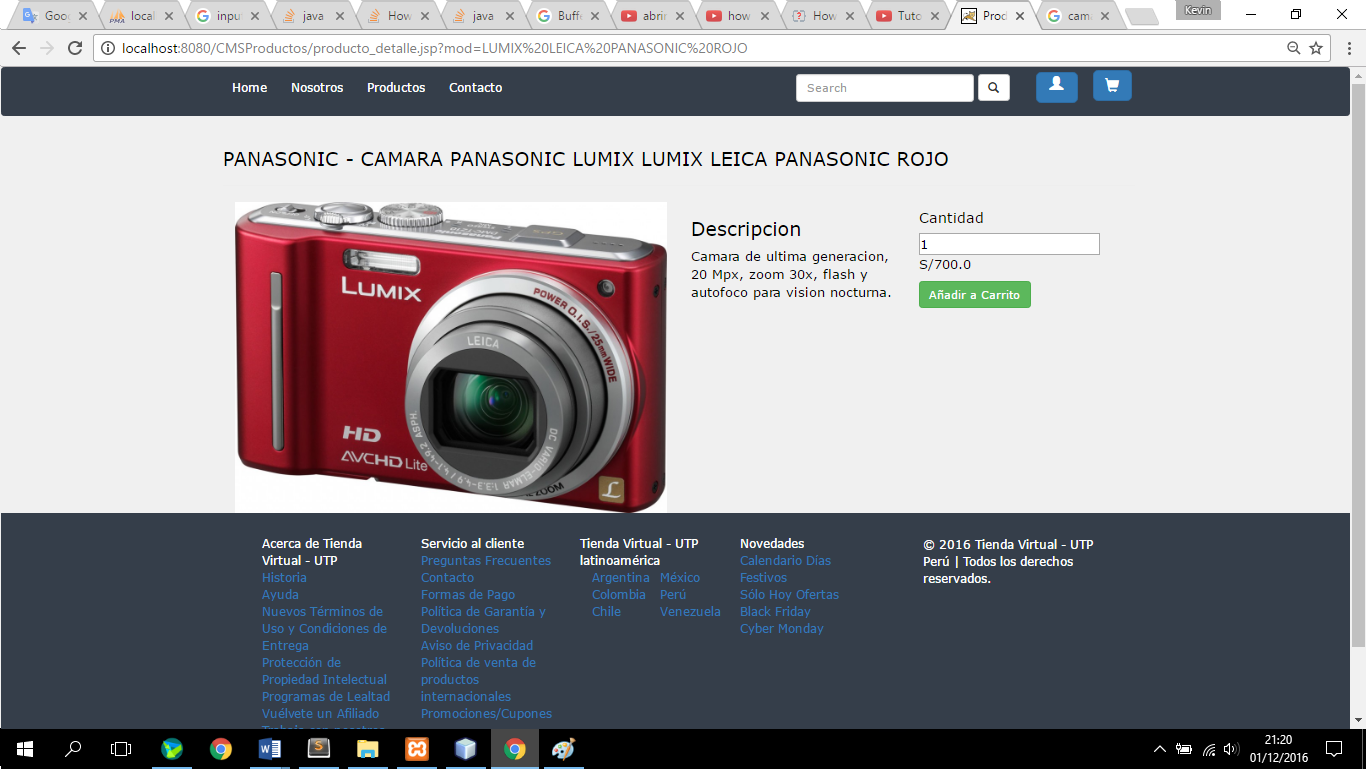 Goo
local
inpu
java
How
java
Buffe
abrir
how
How
Tuto
Prod
cama
Kevin
localhost:8080/CMSProductos/producto_detalle.jsp?mod=LUMIX%20LEICA%20PANASONIC%20ROJO
Home Nosotros Productos Contacto Search
PANASONIC - CAMARA PANASONIC LUMIX LUMIX LEICA PANASONIC ROJO
LUMIX
POWER O.I.S./25mm WIDE
LEICA
DC VARIO-ELMAR 1:3.3-4.9 / 4.1-49.2 ASPH.
ZOOM
HD
AVCHD Lite
L
Descripcion
Camara de ultima generacion,
20 Mpx, zoom 30x, flash y
autofoco para vision nocturna.
Cantidad
1
S/700.0
Añadir a Carrito
Acerca de Tienda
Virtual - UTP
Historia
Ayuda
Nuevos Términos de
Uso y Condiciones de
Entrega
Protección de
Propiedad Intelectual
Programas de Lealtad
Vuélvete un Afiliado
Servicio al cliente
Preguntas Frecuentes
Contacto
Formas de Pago
Política de Garantía y
Devoluciones
Aviso de Privacidad
Política de venta de
productos
internacionales
Promociones/Cupones
Tienda Virtual - UTP
latinoamérica
Argentina México
Colombia Perú
Chile Venezuela
Novedades
Calendario Días
Festivos
Sólo Hoy Ofertas
Black Friday
Cyber Monday
© 2016 Tienda Virtual - UTP
Perú | Todos los derechos
reservados.
21:20
01/12/2016